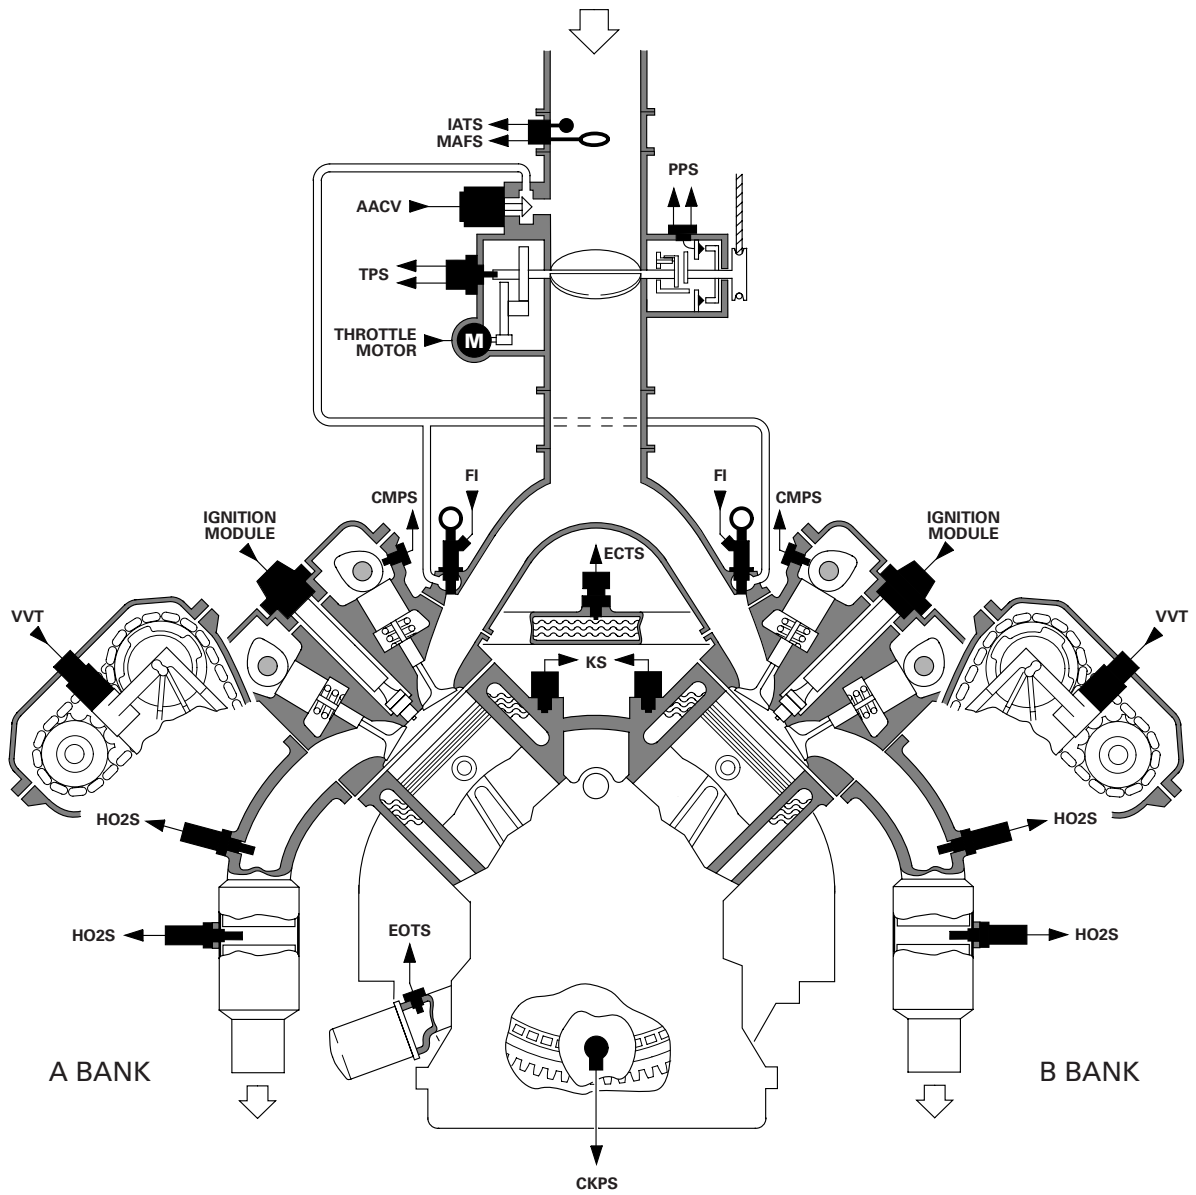 IATS
MAFS
PPS
AACV
TPS
THROTTLE
MOTOR
M
FI
FI
CMPS
CMPS
IGNITION
MODULE
IGNITION
MODULE
ECTS
VVT
VVT
KS
HO2S
HO2S
HO2S
HO2S
EOTS
A BANK
B BANK
CKPS